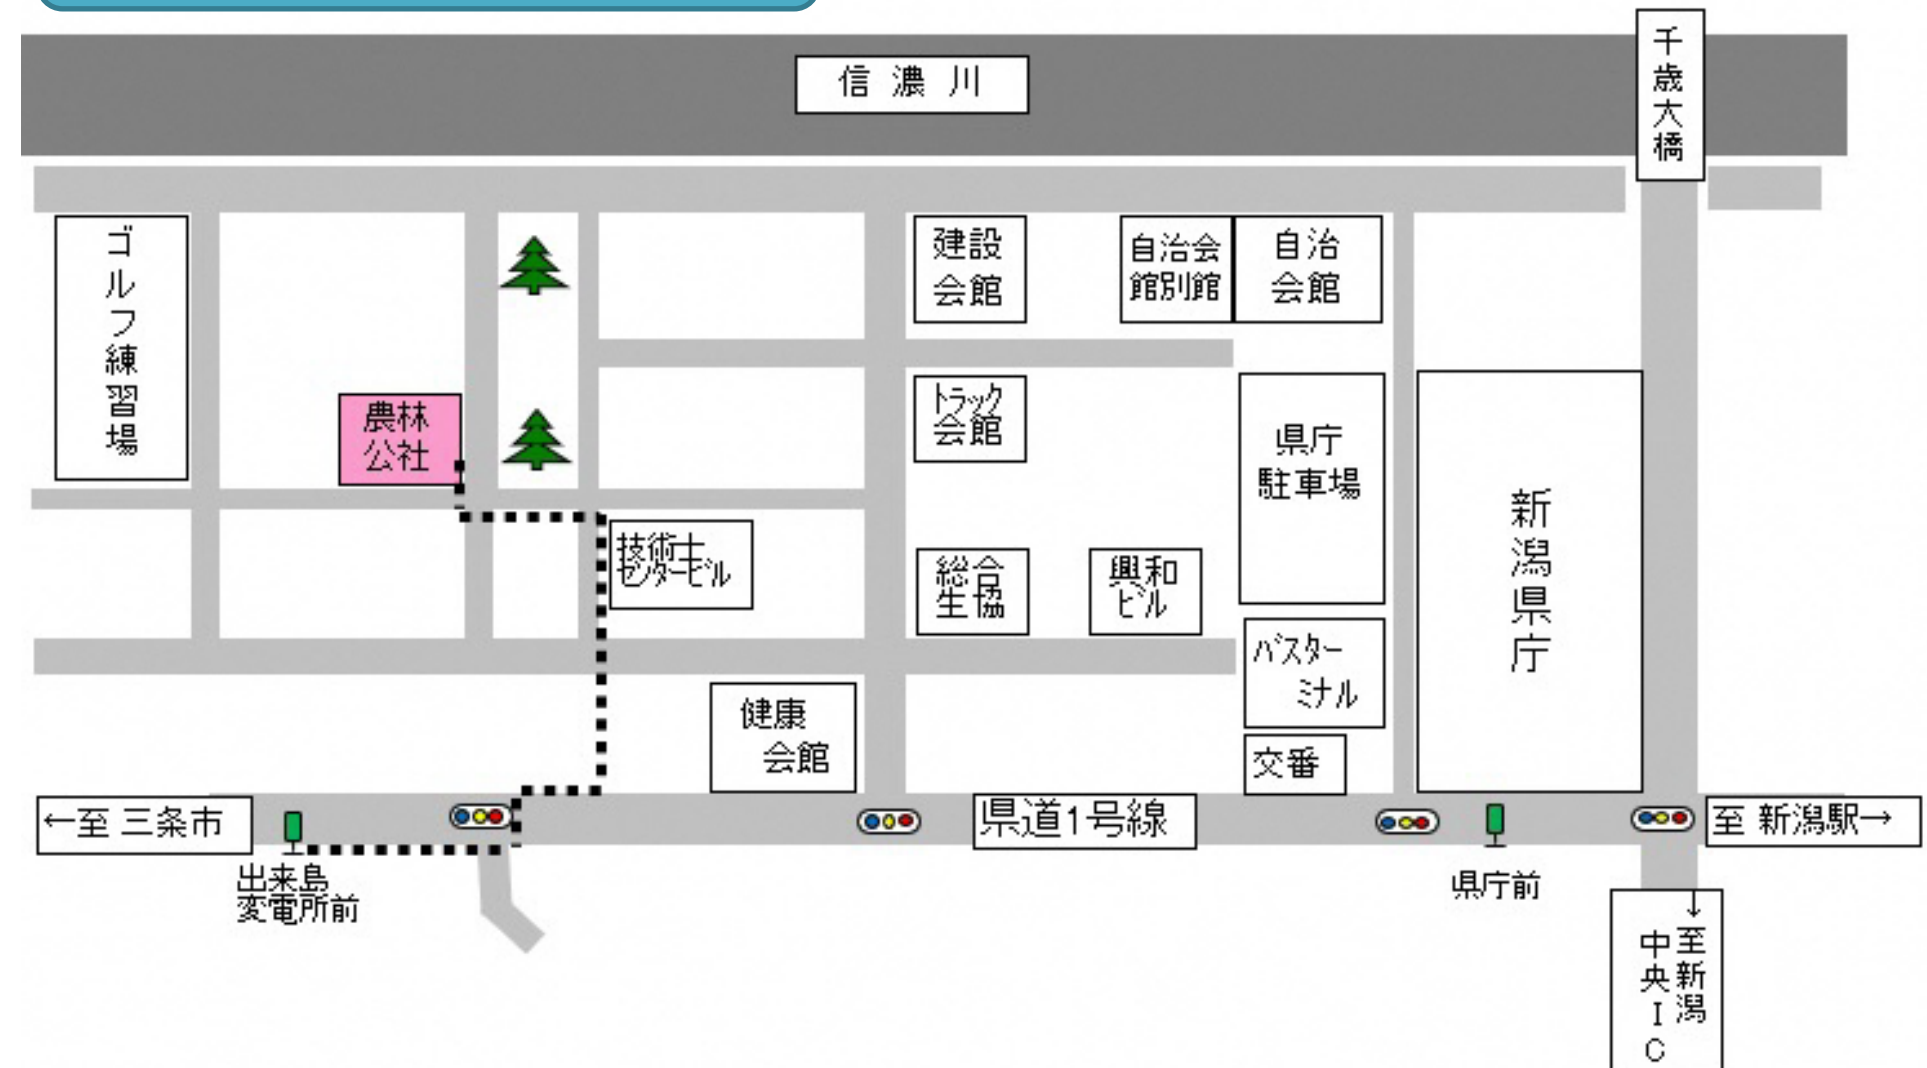 信濃川
千歳大橋
ゴルフ練習場
建設
会館
自治会
館別館
自治
会館
農林
公社
トラック
会館
県庁
駐車場
新潟県庁
技術士
センタービル
総合
生協
興和
ビル
バスター
ミナル
健康
会館
交番
←至 三条市
県道1号線
至 新潟駅→
出来島
変電所前
県庁前
↓至新潟
中央IC